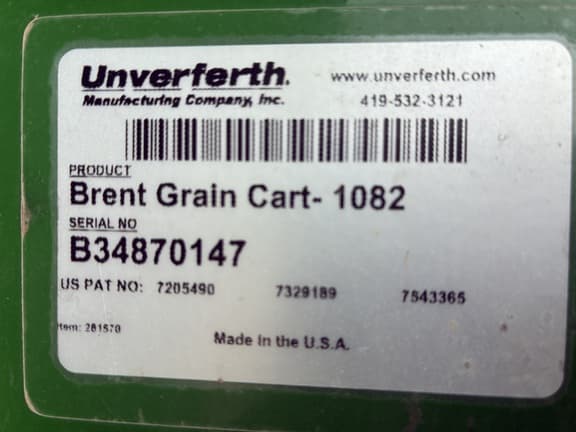 Unverferth. www.unverferth.com
Manufacturing Company, Inc. 419-532-3121
PRODUCT
Brent Grain Cart- 1082
SERIAL NO
B34870147
US PAT NO: 7205490 7329189 7543365
Item: 281570
Made in the U.S.A.